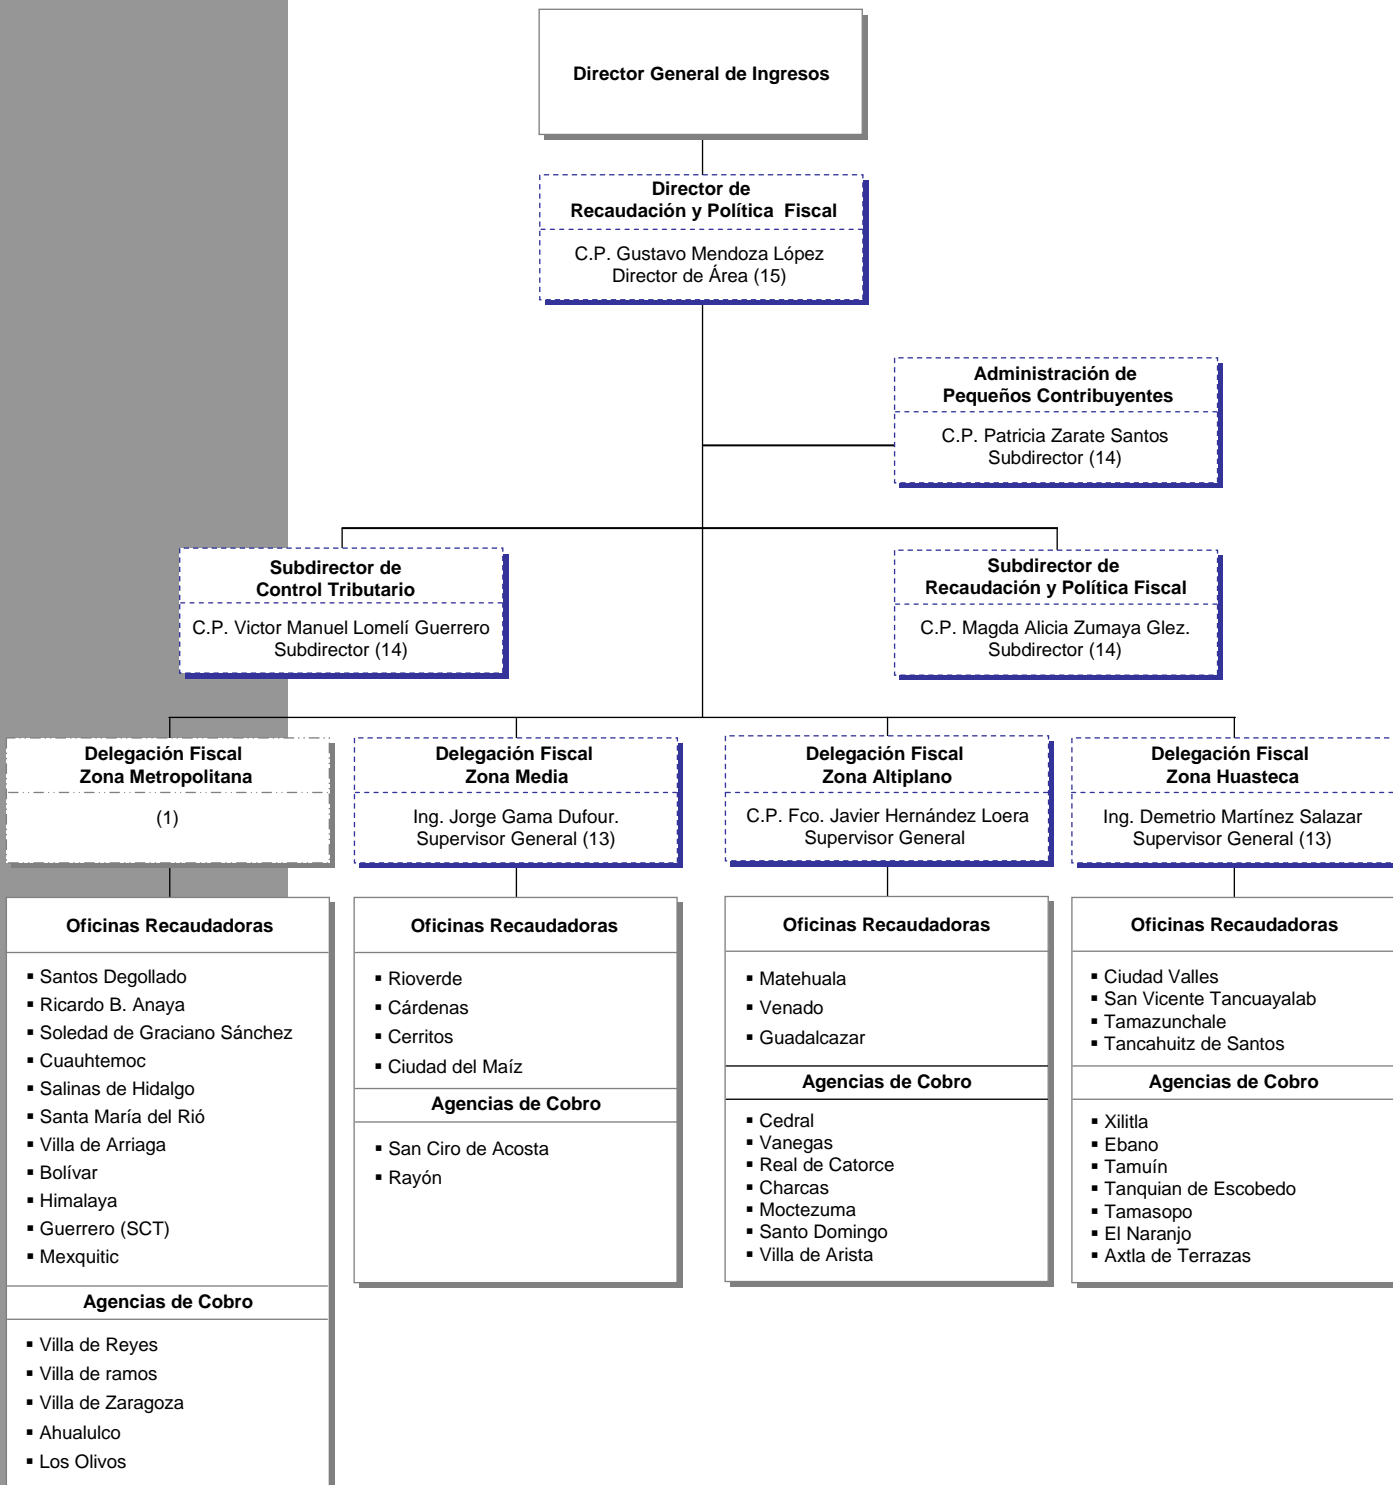 Director General de Ingresos
Director de
Recaudación y Política Fiscal
C.P. Gustavo Mendoza López
Director de Área (15)
Administración de
Pequeños Contribuyentes
C.P. Patricia Zarate Santos
Subdirector (14)
Subdirector de
Control Tributario
C.P. Victor Manuel Lomelí Guerrero
Subdirector (14)
Subdirector de
Recaudación y Política Fiscal
C.P. Magda Alicia Zumaya Glez.
Subdirector (14)
Delegación Fiscal
Zona Metropolitana
(1)
Delegación Fiscal
Zona Media
Ing. Jorge Gama Dufour.
Supervisor General (13)
Delegación Fiscal
Zona Altiplano
C.P. Fco. Javier Hernández Loera
Supervisor General
Delegación Fiscal
Zona Huasteca
Ing. Demetrio Martínez Salazar
Supervisor General (13)
Oficinas Recaudadoras
▪ Santos Degollado
▪ Ricardo B. Anaya
▪ Soledad de Graciano Sánchez
▪ Cuauhtemoc
▪ Salinas de Hidalgo
▪ Santa María del Rió
▪ Villa de Arriaga
▪ Bolívar
▪ Himalaya
▪ Guerrero (SCT)
▪ Mexquitic
Agencias de Cobro
▪ Villa de Reyes
▪ Villa de ramos
▪ Villa de Zaragoza
▪ Ahualulco
▪ Los Olivos
Oficinas Recaudadoras
▪ Rioverde
▪ Cárdenas
▪ Cerritos
▪ Ciudad del Maíz
Agencias de Cobro
▪ San Ciro de Acosta
▪ Rayón
Oficinas Recaudadoras
▪ Matehuala
▪ Venado
▪ Guadalcazar
Agencias de Cobro
▪ Cedral
▪ Vanegas
▪ Real de Catorce
▪ Charcas
▪ Moctezuma
▪ Santo Domingo
▪ Villa de Arista
Oficinas Recaudadoras
▪ Ciudad Valles
▪ San Vicente Tancuayalab
▪ Tamazunchale
▪ Tancahuitz de Santos
Agencias de Cobro
▪ Xilitla
▪ Ebano
▪ Tamuín
▪ Tanquian de Escobedo
▪ Tamasopo
▪ El Naranjo
▪ Axtla de Terrazas